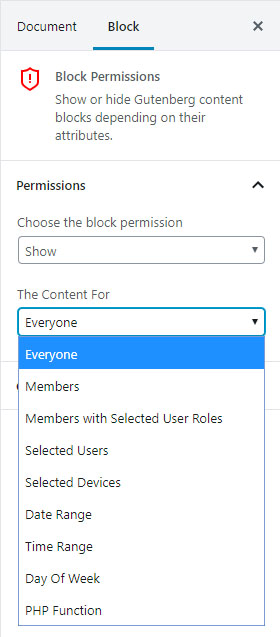 Document Block ×
Block Permissions
Show or hide Gutenberg content
blocks depending on their
attributes.
Permissions
Choose the block permission
Show
The Content For
Everyone
Everyone
Members
Members with Selected User Roles
Selected Users
Selected Devices
Date Range
Time Range
Day Of Week
PHP Function